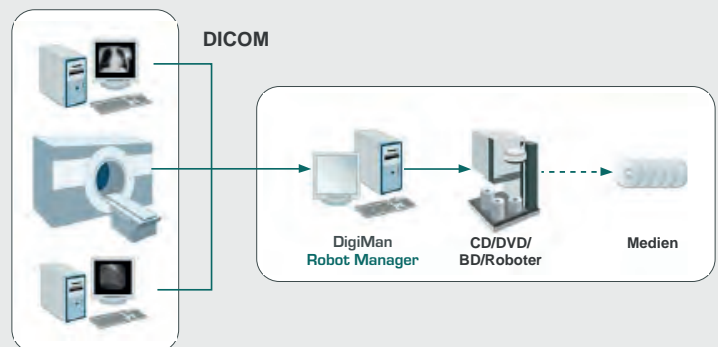 DICOM
DigiMan
Robot Manager
CD/DVD/
BD/Roboter
Medien